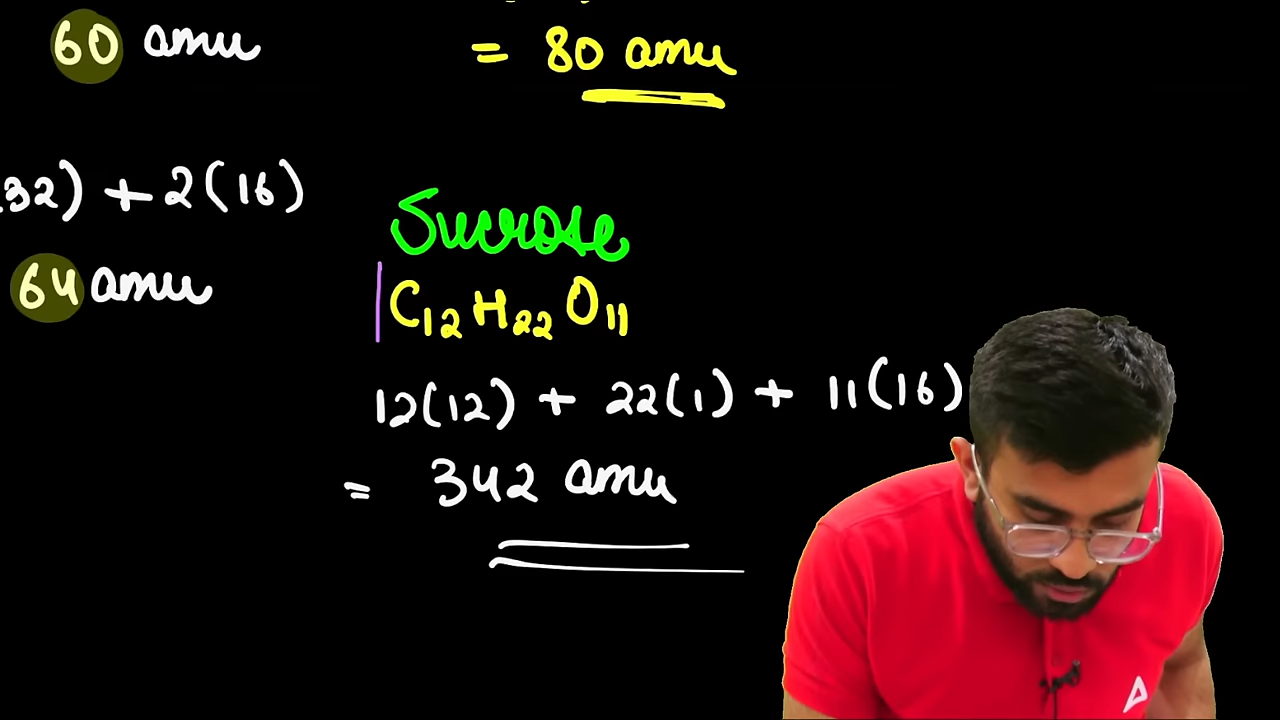 60 amu
= 80 amu
32) + 2(16)
64 amu
Sucrose
C₁₂H₂₂O₁₁
12(12) + 22(1) + 11(16)
= 342 amu